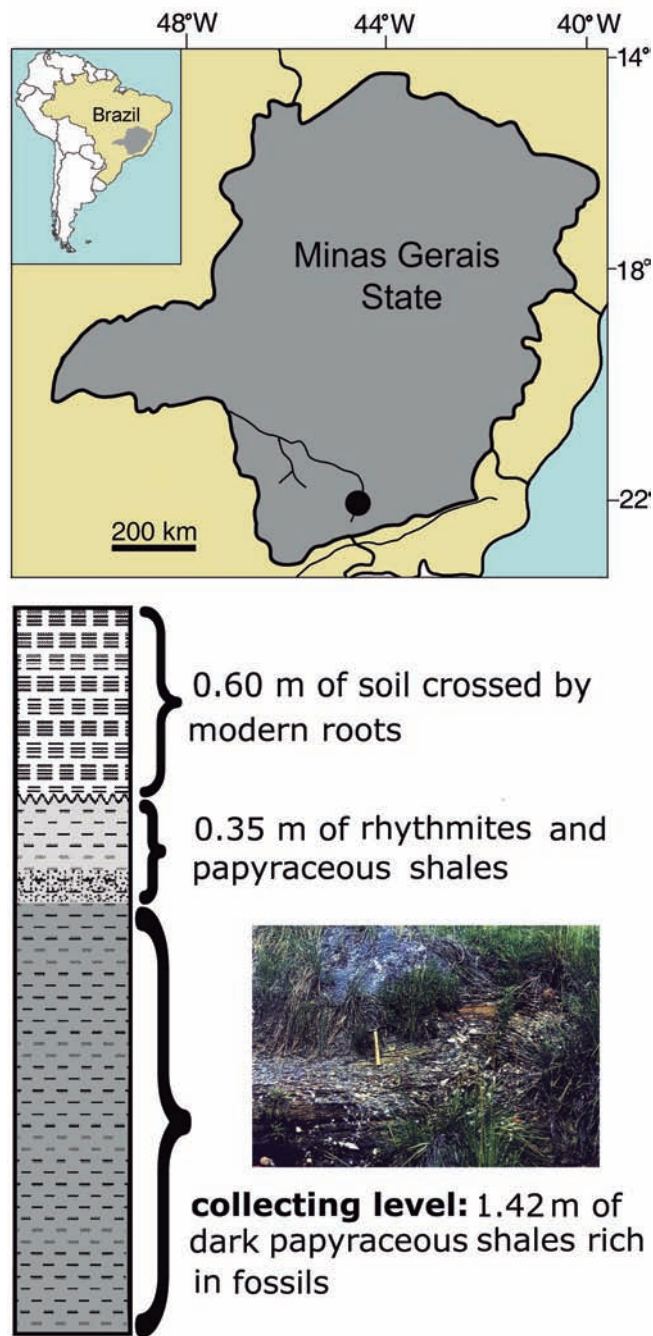 48°W 44°W 40°W
14°
Brazil
Minas Gerais
State
18°
22°
200 km
0.60 m of soil crossed by
modern roots
0.35 m of rhythmites and
papyraceous shales
collecting level: 1.42 m of
dark papyraceous shales rich
in fossils